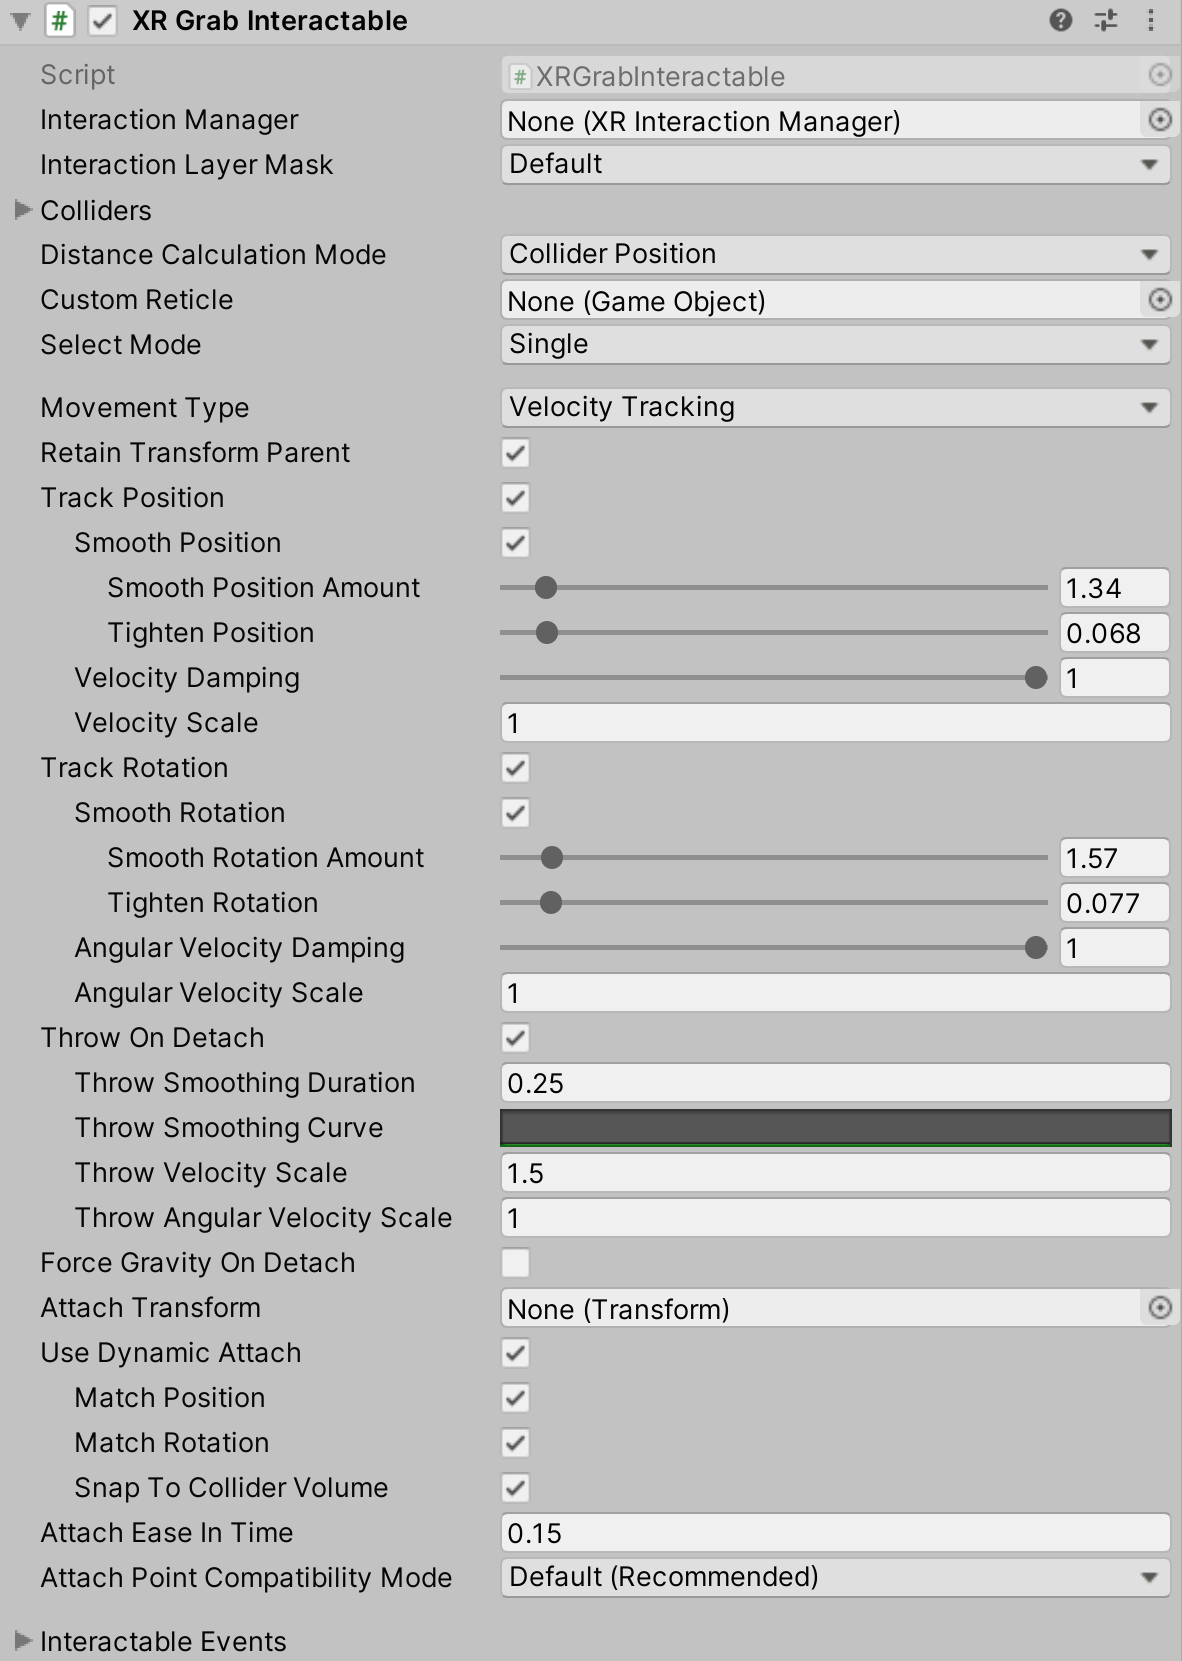 XR Grab Interactable
Script # XRGrabInteractable
Interaction Manager None (XR Interaction Manager)
Interaction Layer Mask Default
Colliders
Distance Calculation Mode Collider Position
Custom Reticle None (Game Object)
Select Mode Single
Movement Type Velocity Tracking
Retain Transform Parent
Track Position
Smooth Position
Smooth Position Amount 1.34
Tighten Position 0.068
Velocity Damping 1
Velocity Scale 1
Track Rotation
Smooth Rotation
Smooth Rotation Amount 1.57
Tighten Rotation 0.077
Angular Velocity Damping 1
Angular Velocity Scale 1
Throw On Detach
Throw Smoothing Duration 0.25
Throw Smoothing Curve
Throw Velocity Scale 1.5
Throw Angular Velocity Scale 1
Force Gravity On Detach
Attach Transform None (Transform)
Use Dynamic Attach
Match Position
Match Rotation
Snap To Collider Volume
Attach Ease In Time 0.15
Attach Point Compatibility Mode Default (Recommended)
Interactable Events